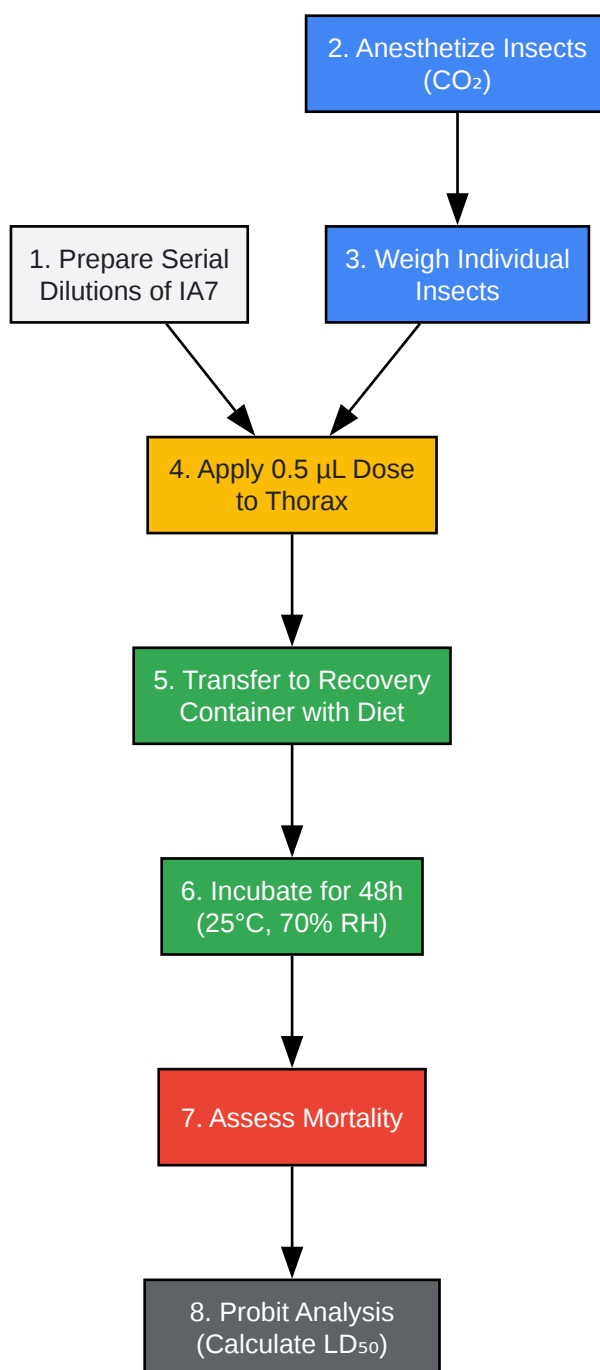 2. Anesthetize Insects
(CO₂)
1. Prepare Serial
Dilutions of IA7
3. Weigh Individual
Insects
4. Apply 0.5 µL Dose
to Thorax
5. Transfer to Recovery
Container with Diet
6. Incubate for 48h
(25°C, 70% RH)
7. Assess Mortality
8. Probit Analysis
(Calculate LD₅₀)